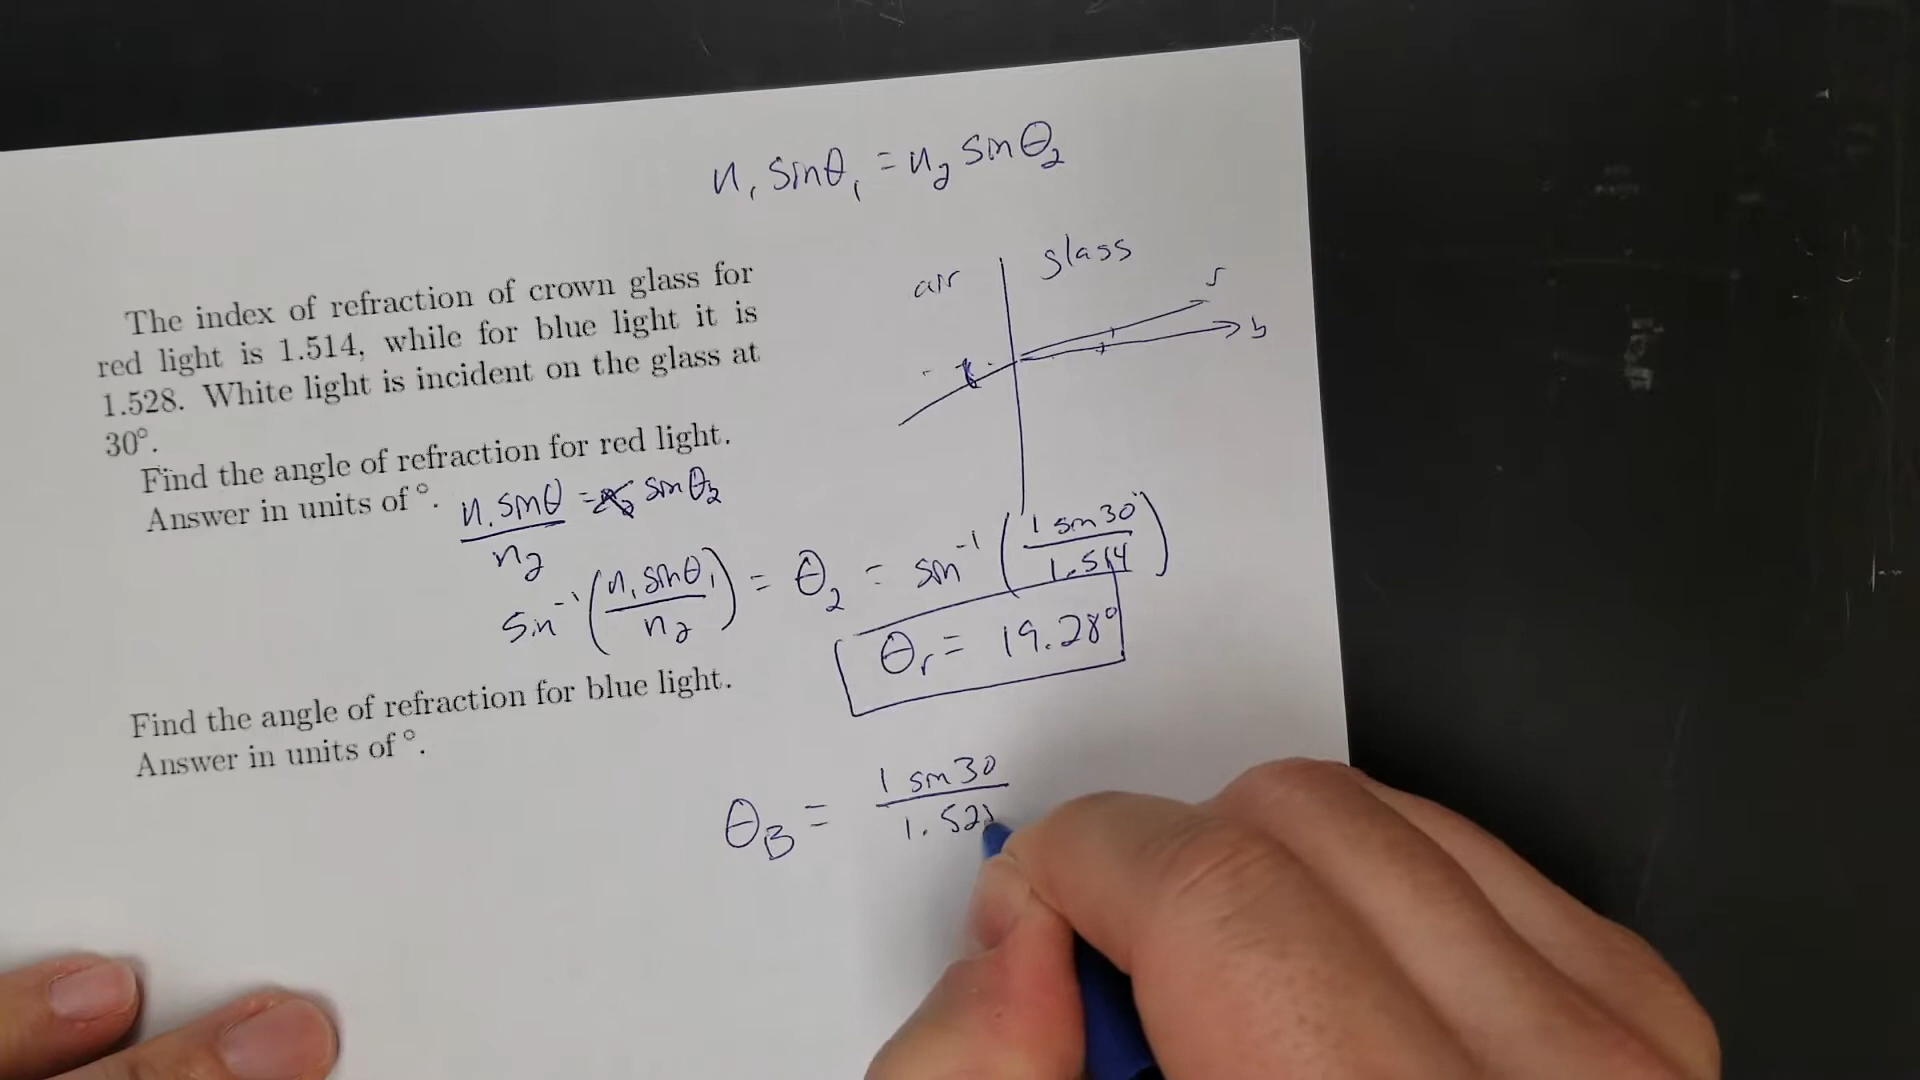 n₁ sinθ₁ = n₂ sinθ₂
air glass
r
b
The index of refraction of crown glass for
red light is 1.514, while for blue light it is
1.528. White light is incident on the glass at
30°.
Find the angle of refraction for red light.
Answer in units of °.
n₁ sinθ / n₂ = sinθ₂
sin⁻¹(n₁ sinθ₁ / n₂) = θ₂ = sin⁻¹(1 sin30° / 1.514)
θr = 19.28°
Find the angle of refraction for blue light.
Answer in units of °.
θB = 1 sin30 / 1.52